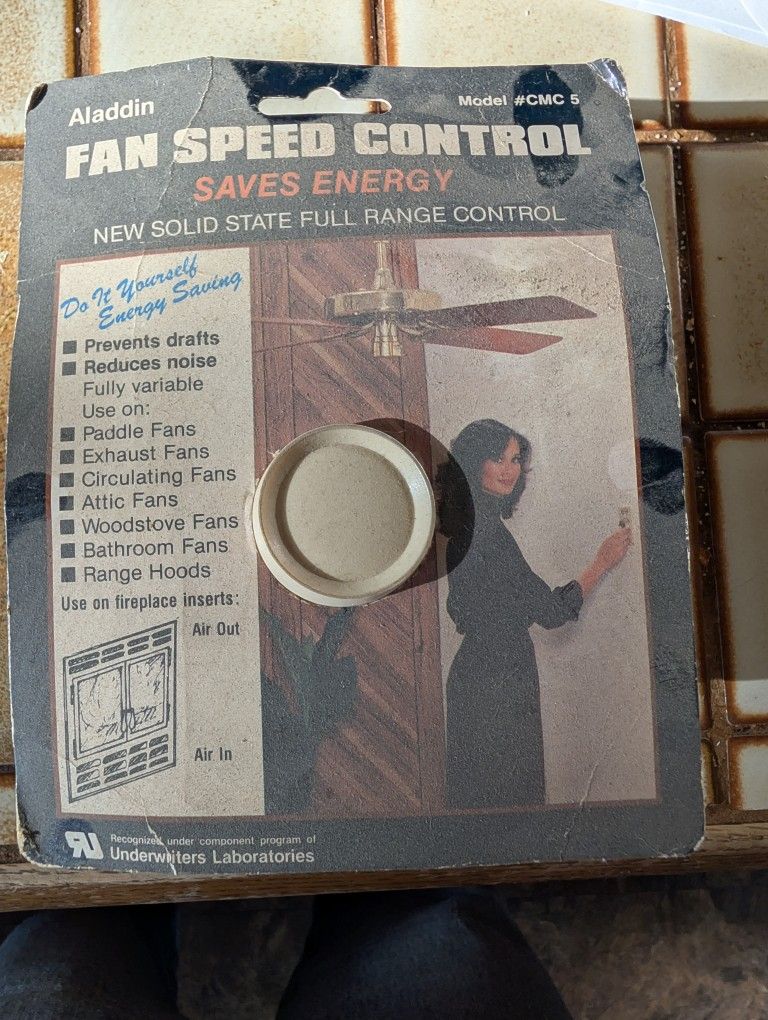 Aladdin
Model #CMC 5
FAN SPEED CONTROL
SAVES ENERGY
NEW SOLID STATE FULL RANGE CONTROL
Do It Yourself
Energy Saving
Prevents drafts
Reduces noise
Fully variable
Use on:
Paddle Fans
Exhaust Fans
Circulating Fans
Attic Fans
Woodstove Fans
Bathroom Fans
Range Hoods
Use on fireplace inserts:
Air Out
Air In
RU
Recognized under component program of
Underwriters Laboratories